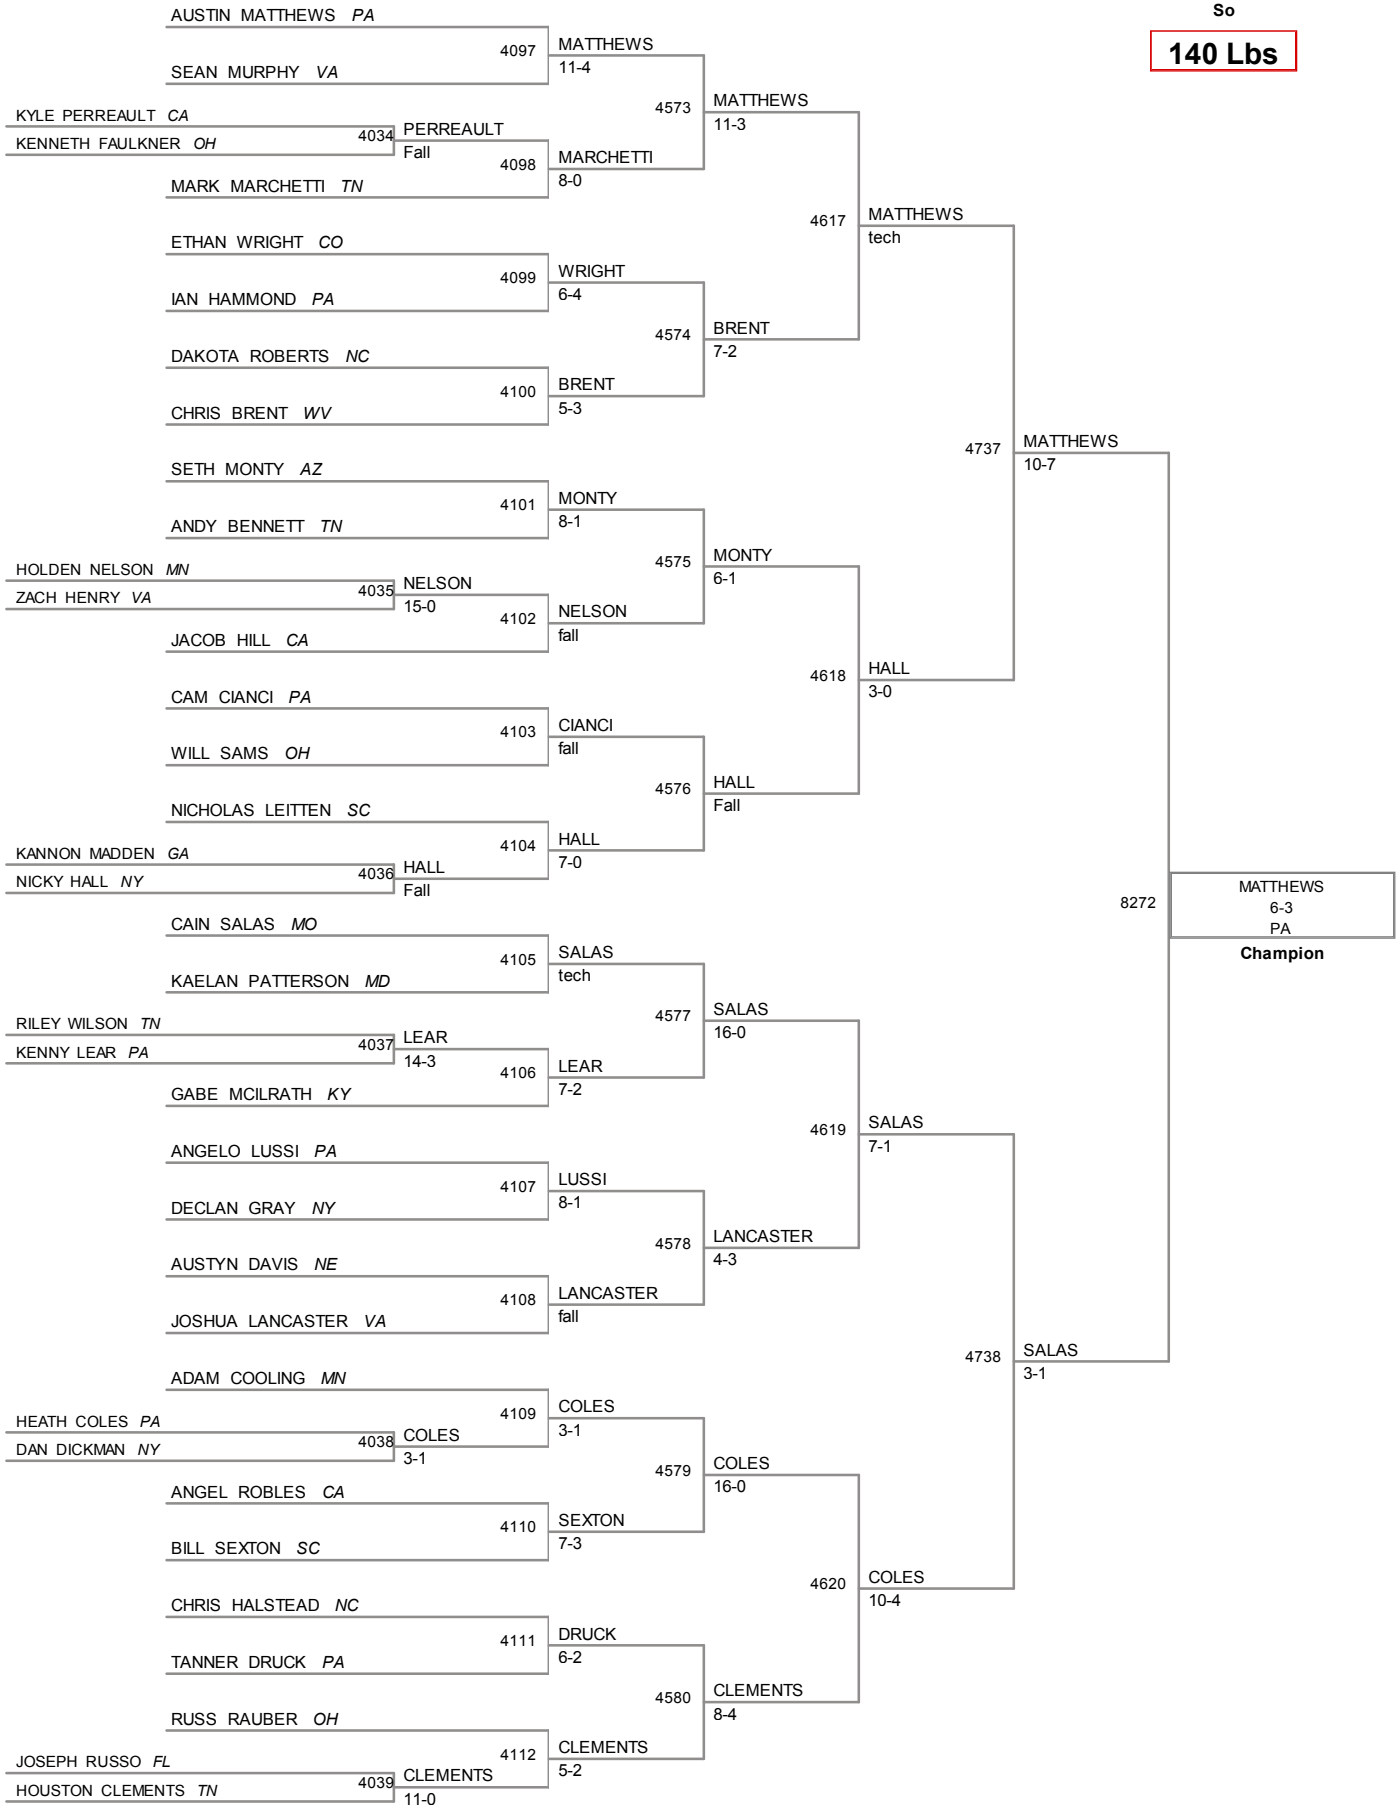 So
140 Lbs
AUSTIN MATTHEWS PA
4097
MATTHEWS
11-4
SEAN MURPHY VA
4573
MATTHEWS
11-3
KYLE PERREAULT CA
4034
PERREAULT
Fall
KENNETH FAULKNER OH
4098
MARCHETTI
8-0
MARK MARCHETTI TN
4617
MATTHEWS
tech
ETHAN WRIGHT CO
4099
WRIGHT
6-4
IAN HAMMOND PA
4574
BRENT
7-2
DAKOTA ROBERTS NC
4100
BRENT
5-3
CHRIS BRENT WV
4737
MATTHEWS
10-7
SETH MONTY AZ
4101
MONTY
8-1
ANDY BENNETT TN
4575
MONTY
6-1
HOLDEN NELSON MN
4035
NELSON
15-0
ZACH HENRY VA
4102
NELSON
fall
JACOB HILL CA
4618
HALL
3-0
CAM CIANCI PA
4103
CIANCI
fall
WILL SAMS OH
4576
HALL
Fall
NICHOLAS LEITTEN SC
4104
HALL
7-0
KANNON MADDEN GA
4036
HALL
Fall
NICKY HALL NY
8272
MATTHEWS
6-3
PA
Champion
CAIN SALAS MO
4105
SALAS
tech
KAELAN PATTERSON MD
4577
SALAS
16-0
RILEY WILSON TN
4037
LEAR
14-3
KENNY LEAR PA
4106
LEAR
7-2
GABE MCILRATH KY
4619
SALAS
7-1
ANGELO LUSSI PA
4107
LUSSI
8-1
DECLAN GRAY NY
4578
LANCASTER
4-3
AUSTYN DAVIS NE
4108
LANCASTER
fall
JOSHUA LANCASTER VA
4738
SALAS
3-1
ADAM COOLING MN
4109
COLES
3-1
HEATH COLES PA
4038
COLES
3-1
DAN DICKMAN NY
4579
COLES
16-0
ANGEL ROBLES CA
4110
SEXTON
7-3
BILL SEXTON SC
4620
COLES
10-4
CHRIS HALSTEAD NC
4111
DRUCK
6-2
TANNER DRUCK PA
4580
CLEMENTS
8-4
RUSS RAUBER OH
4112
CLEMENTS
5-2
JOSEPH RUSSO FL
4039
CLEMENTS
11-0
HOUSTON CLEMENTS TN